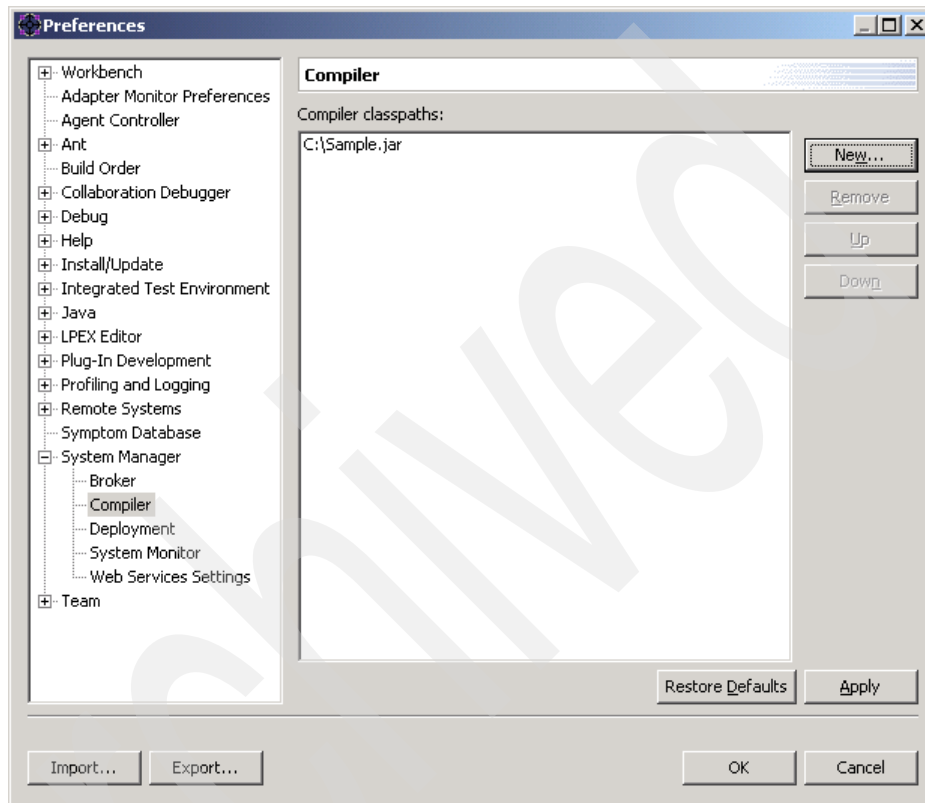 Preferences
Workbench
Adapter Monitor Preferences
Agent Controller
Ant
Build Order
Collaboration Debugger
Debug
Help
Install/Update
Integrated Test Environment
Java
LPEX Editor
Plug-In Development
Profiling and Logging
Remote Systems
Symptom Database
System Manager
Broker
Compiler
Deployment
System Monitor
Web Services Settings
Team
Compiler
Compiler classpaths:
C:\Sample.jar
New...
Remove
Up
Down
Restore Defaults
Apply
Import...
Export...
OK
Cancel
chived